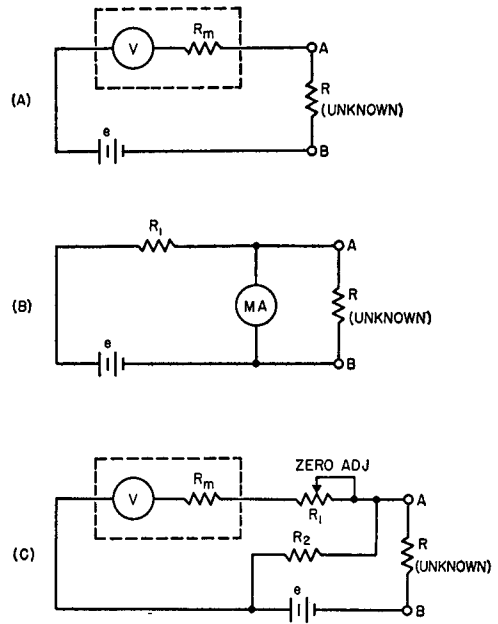 V Rm A
(A) R
(UNKNOWN)
e B
R1 A
(B) MA R
(UNKNOWN)
e B
ZERO ADJ
V Rm R1 A
(C) R2 R
(UNKNOWN)
e B